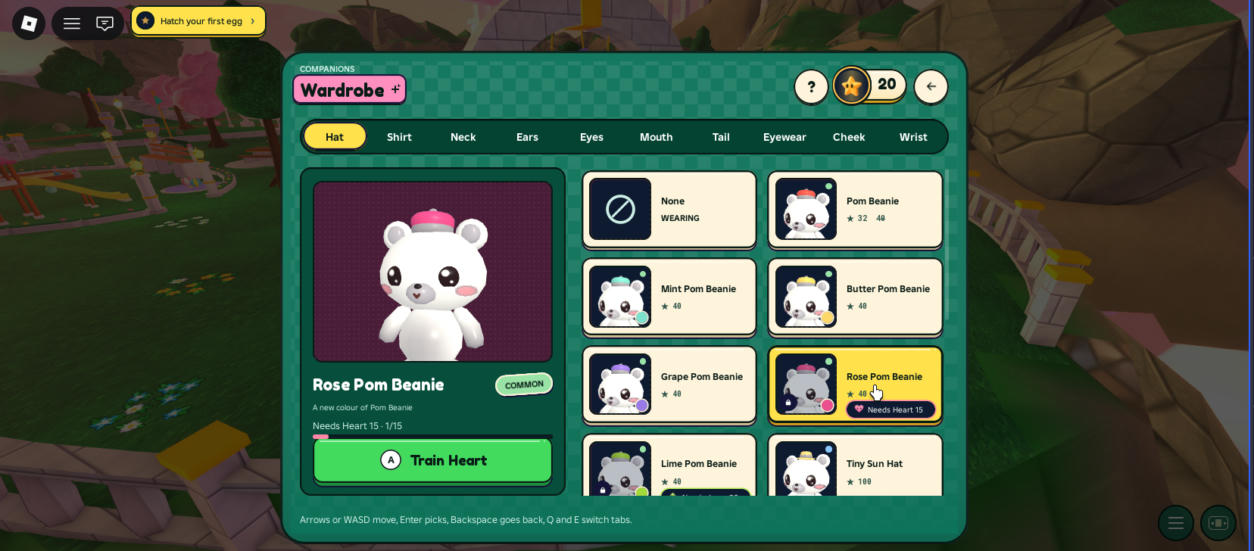 Hatch your first egg
COMPANIONS
Wardrobe
?
20
Hat
Shirt
Neck
Ears
Eyes
Mouth
Tail
Eyewear
Cheek
Wrist
None
WEARING
Pom Beanie
★ 32 40
Mint Pom Beanie
★ 40
Butter Pom Beanie
★ 40
Grape Pom Beanie
★ 40
Rose Pom Beanie
★ 40
Needs Heart 15
Lime Pom Beanie
★ 40
Tiny Sun Hat
★ 100
Rose Pom Beanie
COMMON
A new colour of Pom Beanie
Needs Heart 15 · 1/15
A Train Heart
Arrows or WASD move, Enter picks, Backspace goes back, Q and E switch tabs.